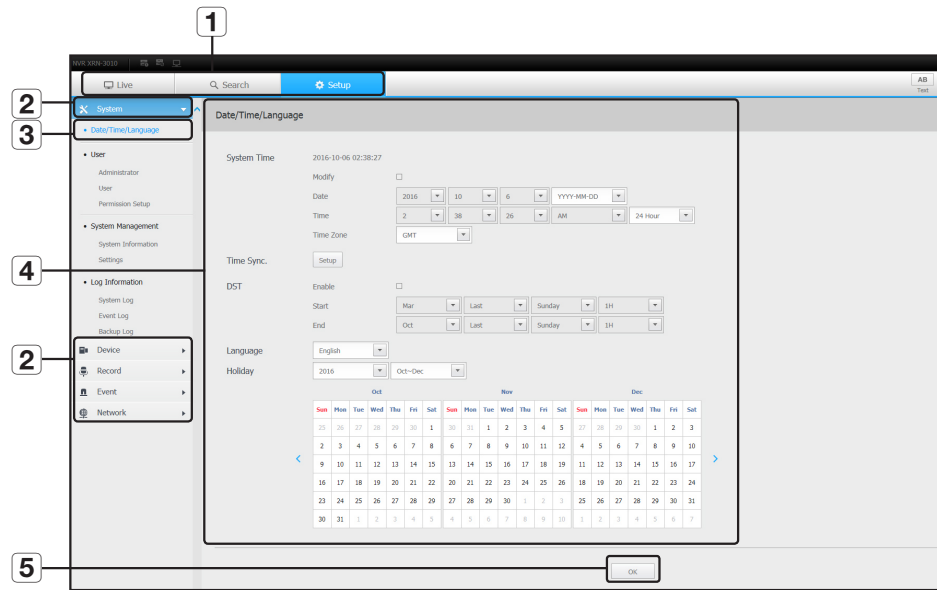 1
NVR XRN-3010
Live Search Setup
AB
Text
2 System
3 Date/Time/Language
User
Administrator
User
Permission Setup
System Management
System Information
Settings
Log Information
System Log
Event Log
Backup Log
2 Device
Record
Event
Network
4
Date/Time/Language
System Time 2016-10-06 02:38:27
Modify
Date 2016 10 6 YYYY-MM-DD
Time 2 38 26 AM 24 Hour
Time Zone GMT
Time Sync. Setup
DST Enable
Start Mar Last Sunday 1H
End Oct Last Sunday 1H
Language English
Holiday 2016 Oct~Dec
Oct Nov Dec
Sun Mon Tue Wed Thu Fri Sat Sun Mon Tue Wed Thu Fri Sat Sun Mon Tue Wed Thu Fri Sat
25 26 27 28 29 30 1 30 31 1 2 3 4 5 27 28 29 30 1 2 3
2 3 4 5 6 7 8 6 7 8 9 10 11 12 4 5 6 7 8 9 10
9 10 11 12 13 14 15 13 14 15 16 17 18 19 11 12 13 14 15 16 17
16 17 18 19 20 21 22 20 21 22 23 24 25 26 18 19 20 21 22 23 24
23 24 25 26 27 28 29 27 28 29 30 1 2 3 25 26 27 28 29 30 31
30 31 1 2 3 4 5 4 5 6 7 8 9 10 1 2 3 4 5 6 7
5 OK